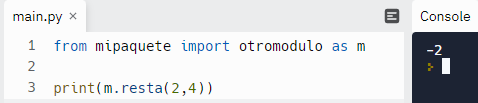 main.py ×
Console
1 from mipaquete import otromodulo as m
2
3 print(m.resta(2,4))
-2
>